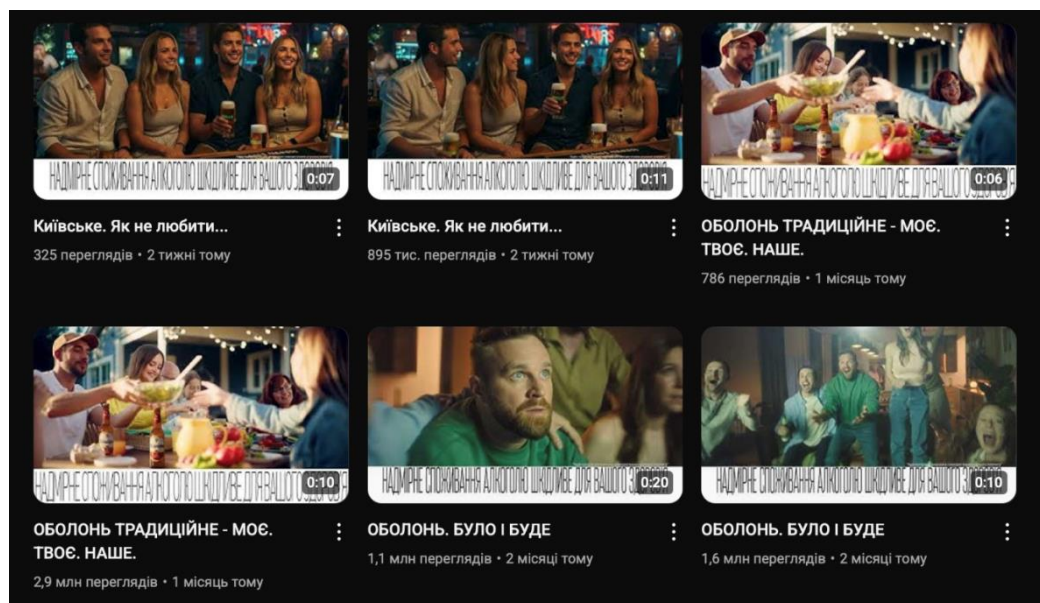 НАДМІРНЕ СПОЖИВАННЯ АЛКОГОЛЮ ШКІДЛИВЕ ДЛЯ ВАШОГО ЗДОРОВ'Я
0:07
Київське. Як не любити...
325 переглядів • 2 тижні тому
НАДМІРНЕ СПОЖИВАННЯ АЛКОГОЛЮ ШКІДЛИВЕ ДЛЯ ВАШОГО ЗДОРОВ'Я
0:11
Київське. Як не любити...
895 тис. переглядів • 2 тижні тому
НАДМІРНЕ СПОЖИВАННЯ АЛКОГОЛЮ ШКІДЛИВЕ ДЛЯ ВАШОГО ЗДОРОВ'Я
0:06
ОБОЛОНЬ ТРАДИЦІЙНЕ - МОЄ.
ТВОЄ. НАШЕ.
786 переглядів • 1 місяць тому
НАДМІРНЕ СПОЖИВАННЯ АЛКОГОЛЮ ШКІДЛИВЕ ДЛЯ ВАШОГО ЗДОРОВ'Я
0:10
ОБОЛОНЬ ТРАДИЦІЙНЕ - МОЄ.
ТВОЄ. НАШЕ.
2,9 млн переглядів • 1 місяць тому
НАДМІРНЕ СПОЖИВАННЯ АЛКОГОЛЮ ШКІДЛИВЕ ДЛЯ ВАШОГО ЗДОРОВ'Я
0:20
ОБОЛОНЬ. БУЛО І БУДЕ
1,1 млн переглядів • 2 місяці тому
НАДМІРНЕ СПОЖИВАННЯ АЛКОГОЛЮ ШКІДЛИВЕ ДЛЯ ВАШОГО ЗДОРОВ'Я
0:10
ОБОЛОНЬ. БУЛО І БУДЕ
1,6 млн переглядів • 2 місяці тому